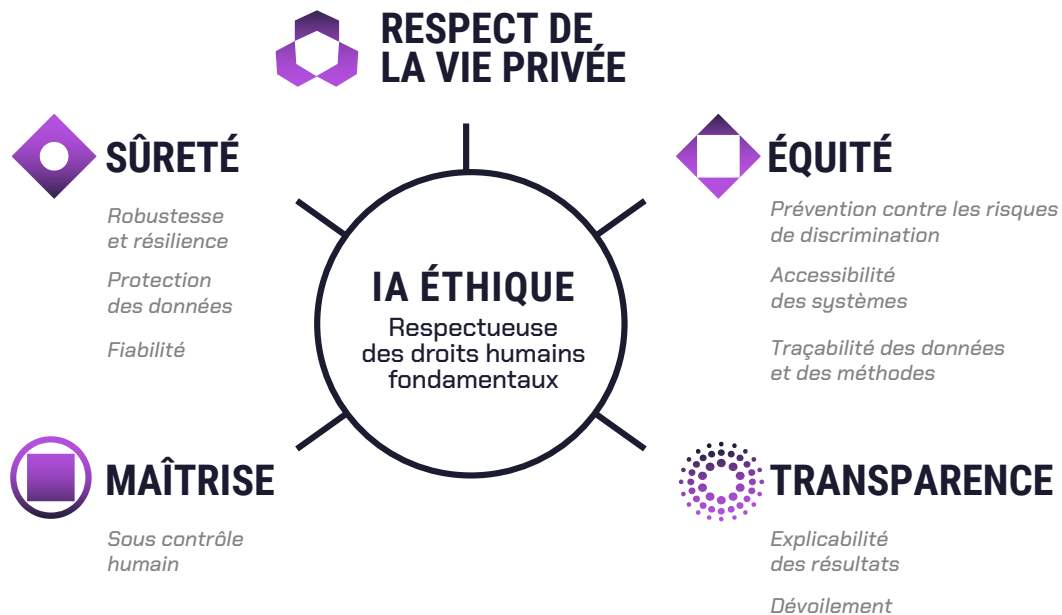 RESPECT DE
LA VIE PRIVÉE
SÛRETÉ
Robustesse
et résilience
Protection
des données
Fiabilité
ÉQUITÉ
Prévention contre les risques
de discrimination
Accessibilité
des systèmes
Traçabilité des données
et des méthodes
IA ÉTHIQUE
Respectueuse
des droits humains
fondamentaux
MAÎTRISE
Sous contrôle
humain
TRANSPARENCE
Explicabilité
des résultats
Dévoilement